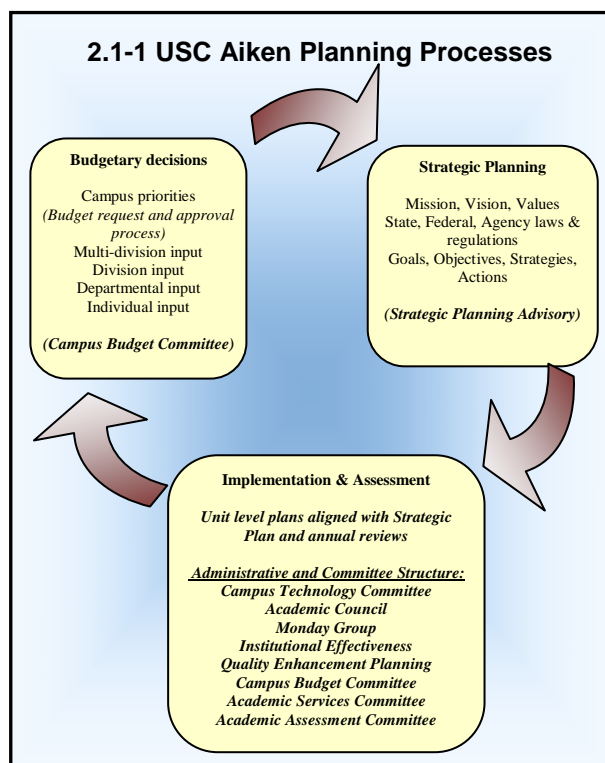 2.1-1 USC Aiken Planning Processes
Budgetary decisions
Campus priorities
(Budget request and approval
process)
Multi-division input
Division input
Departmental input
Individual input
(Campus Budget Committee)
Strategic Planning
Mission, Vision, Values
State, Federal, Agency laws &
regulations
Goals, Objectives, Strategies,
Actions
(Strategic Planning Advisory)
Implementation & Assessment
Unit level plans aligned with Strategic
Plan and annual reviews
Administrative and Committee Structure:
Campus Technology Committee
Academic Council
Monday Group
Institutional Effectiveness
Quality Enhancement Planning
Campus Budget Committee
Academic Services Committee
Academic Assessment Committee